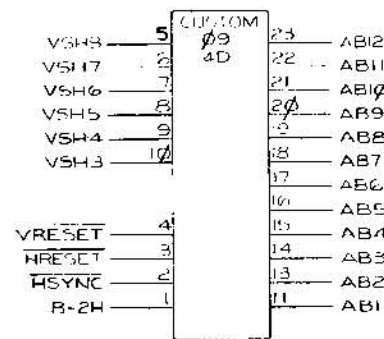 CUSTOM
Ø9
4D
VSH8 5 23 AB12
VSH7 6 22 AB11
VSH6 7 21 AB1Ø
VSH5 8 2Ø AB9
VSH4 9 19 AB8
VSH3 1Ø 18 AB7
17 AB6
16 AB5
VRESET 4 15 AB4
HRESET 3 14 AB3
HSYNC 2 13 AB2
B-2H 1 11 AB1